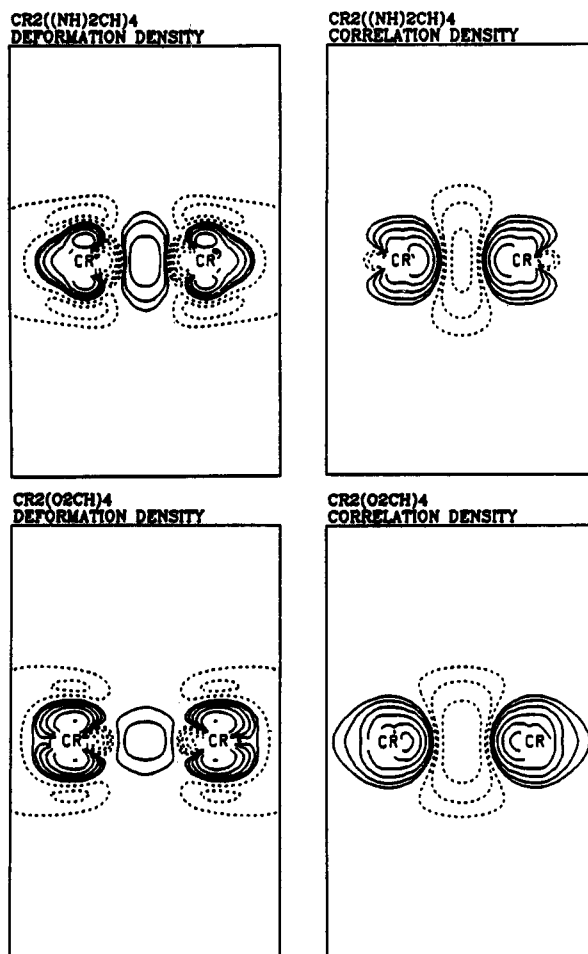 CR2((NH)2CH)4
DEFORMATION DENSITY
CR2((NH)2CH)4
CORRELATION DENSITY
CR CR
CR CR
CR2(O2CH)4
DEFORMATION DENSITY
CR2(O2CH)4
CORRELATION DENSITY
CR CR
CR CR